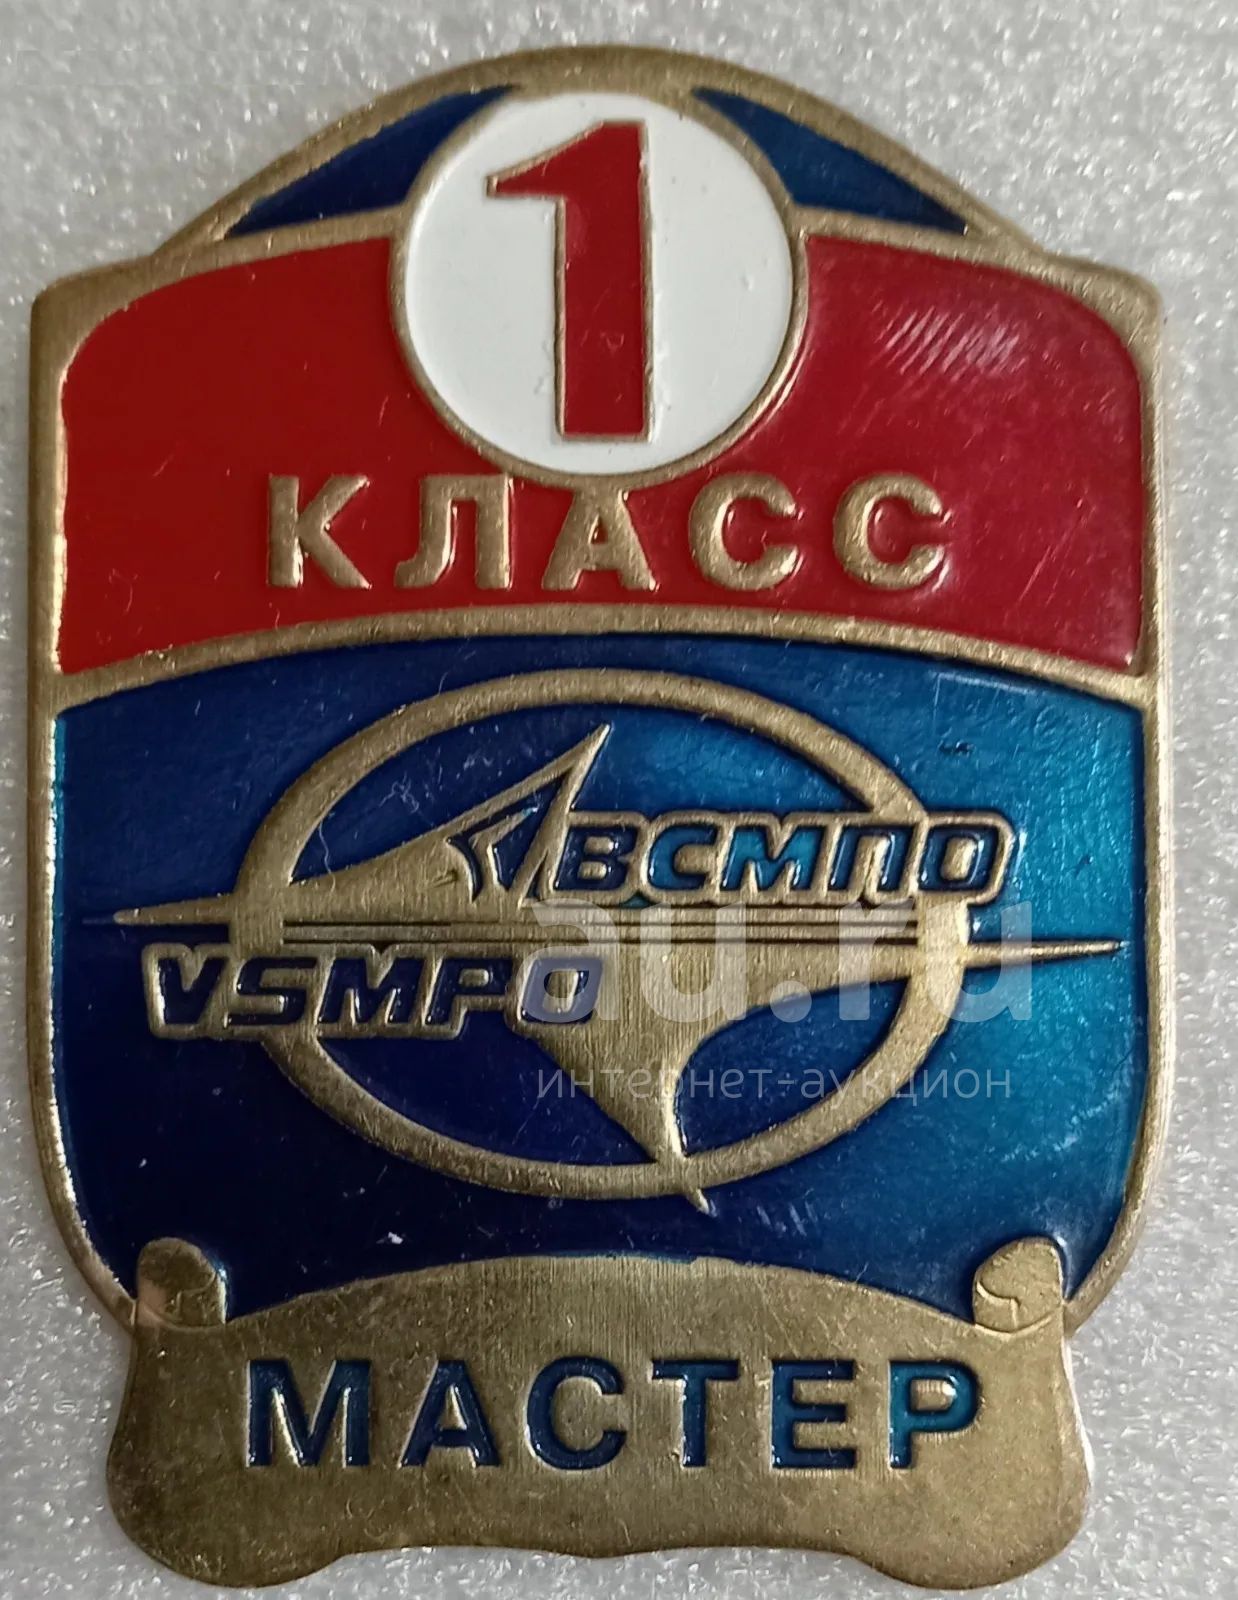 1
КЛАСС
ВСМПО
VSMPO
au.ru
интернет-аукцион
МАСТЕР